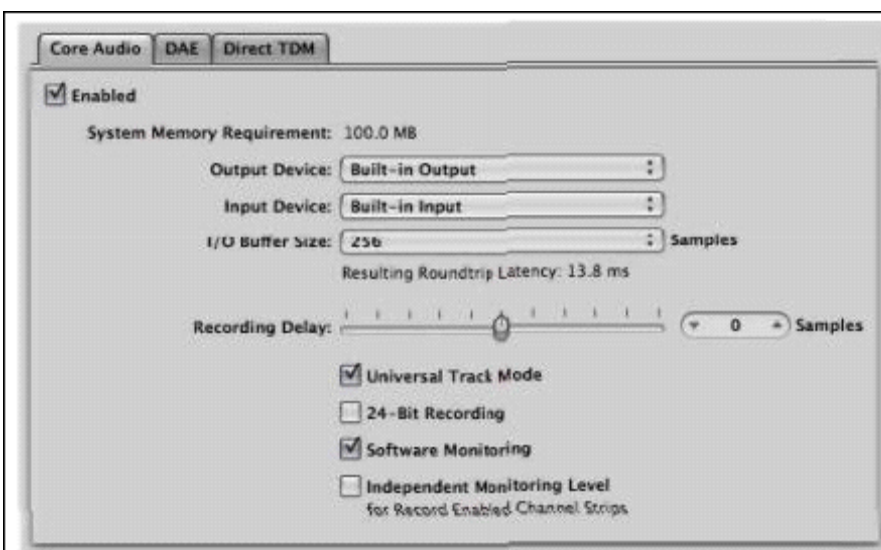 Core Audio DAE Direct TDM
Enabled
System Memory Requirement: 100.0 MB
Output Device: Built-in Output
Input Device: Built-in Input
I/O Buffer Size: 256 Samples
Resulting Roundtrip Latency: 13.8 ms
Recording Delay: 0 Samples
Universal Track Mode
24-Bit Recording
Software Monitoring
Independent Monitoring Level
for Record Enabled Channel Strips